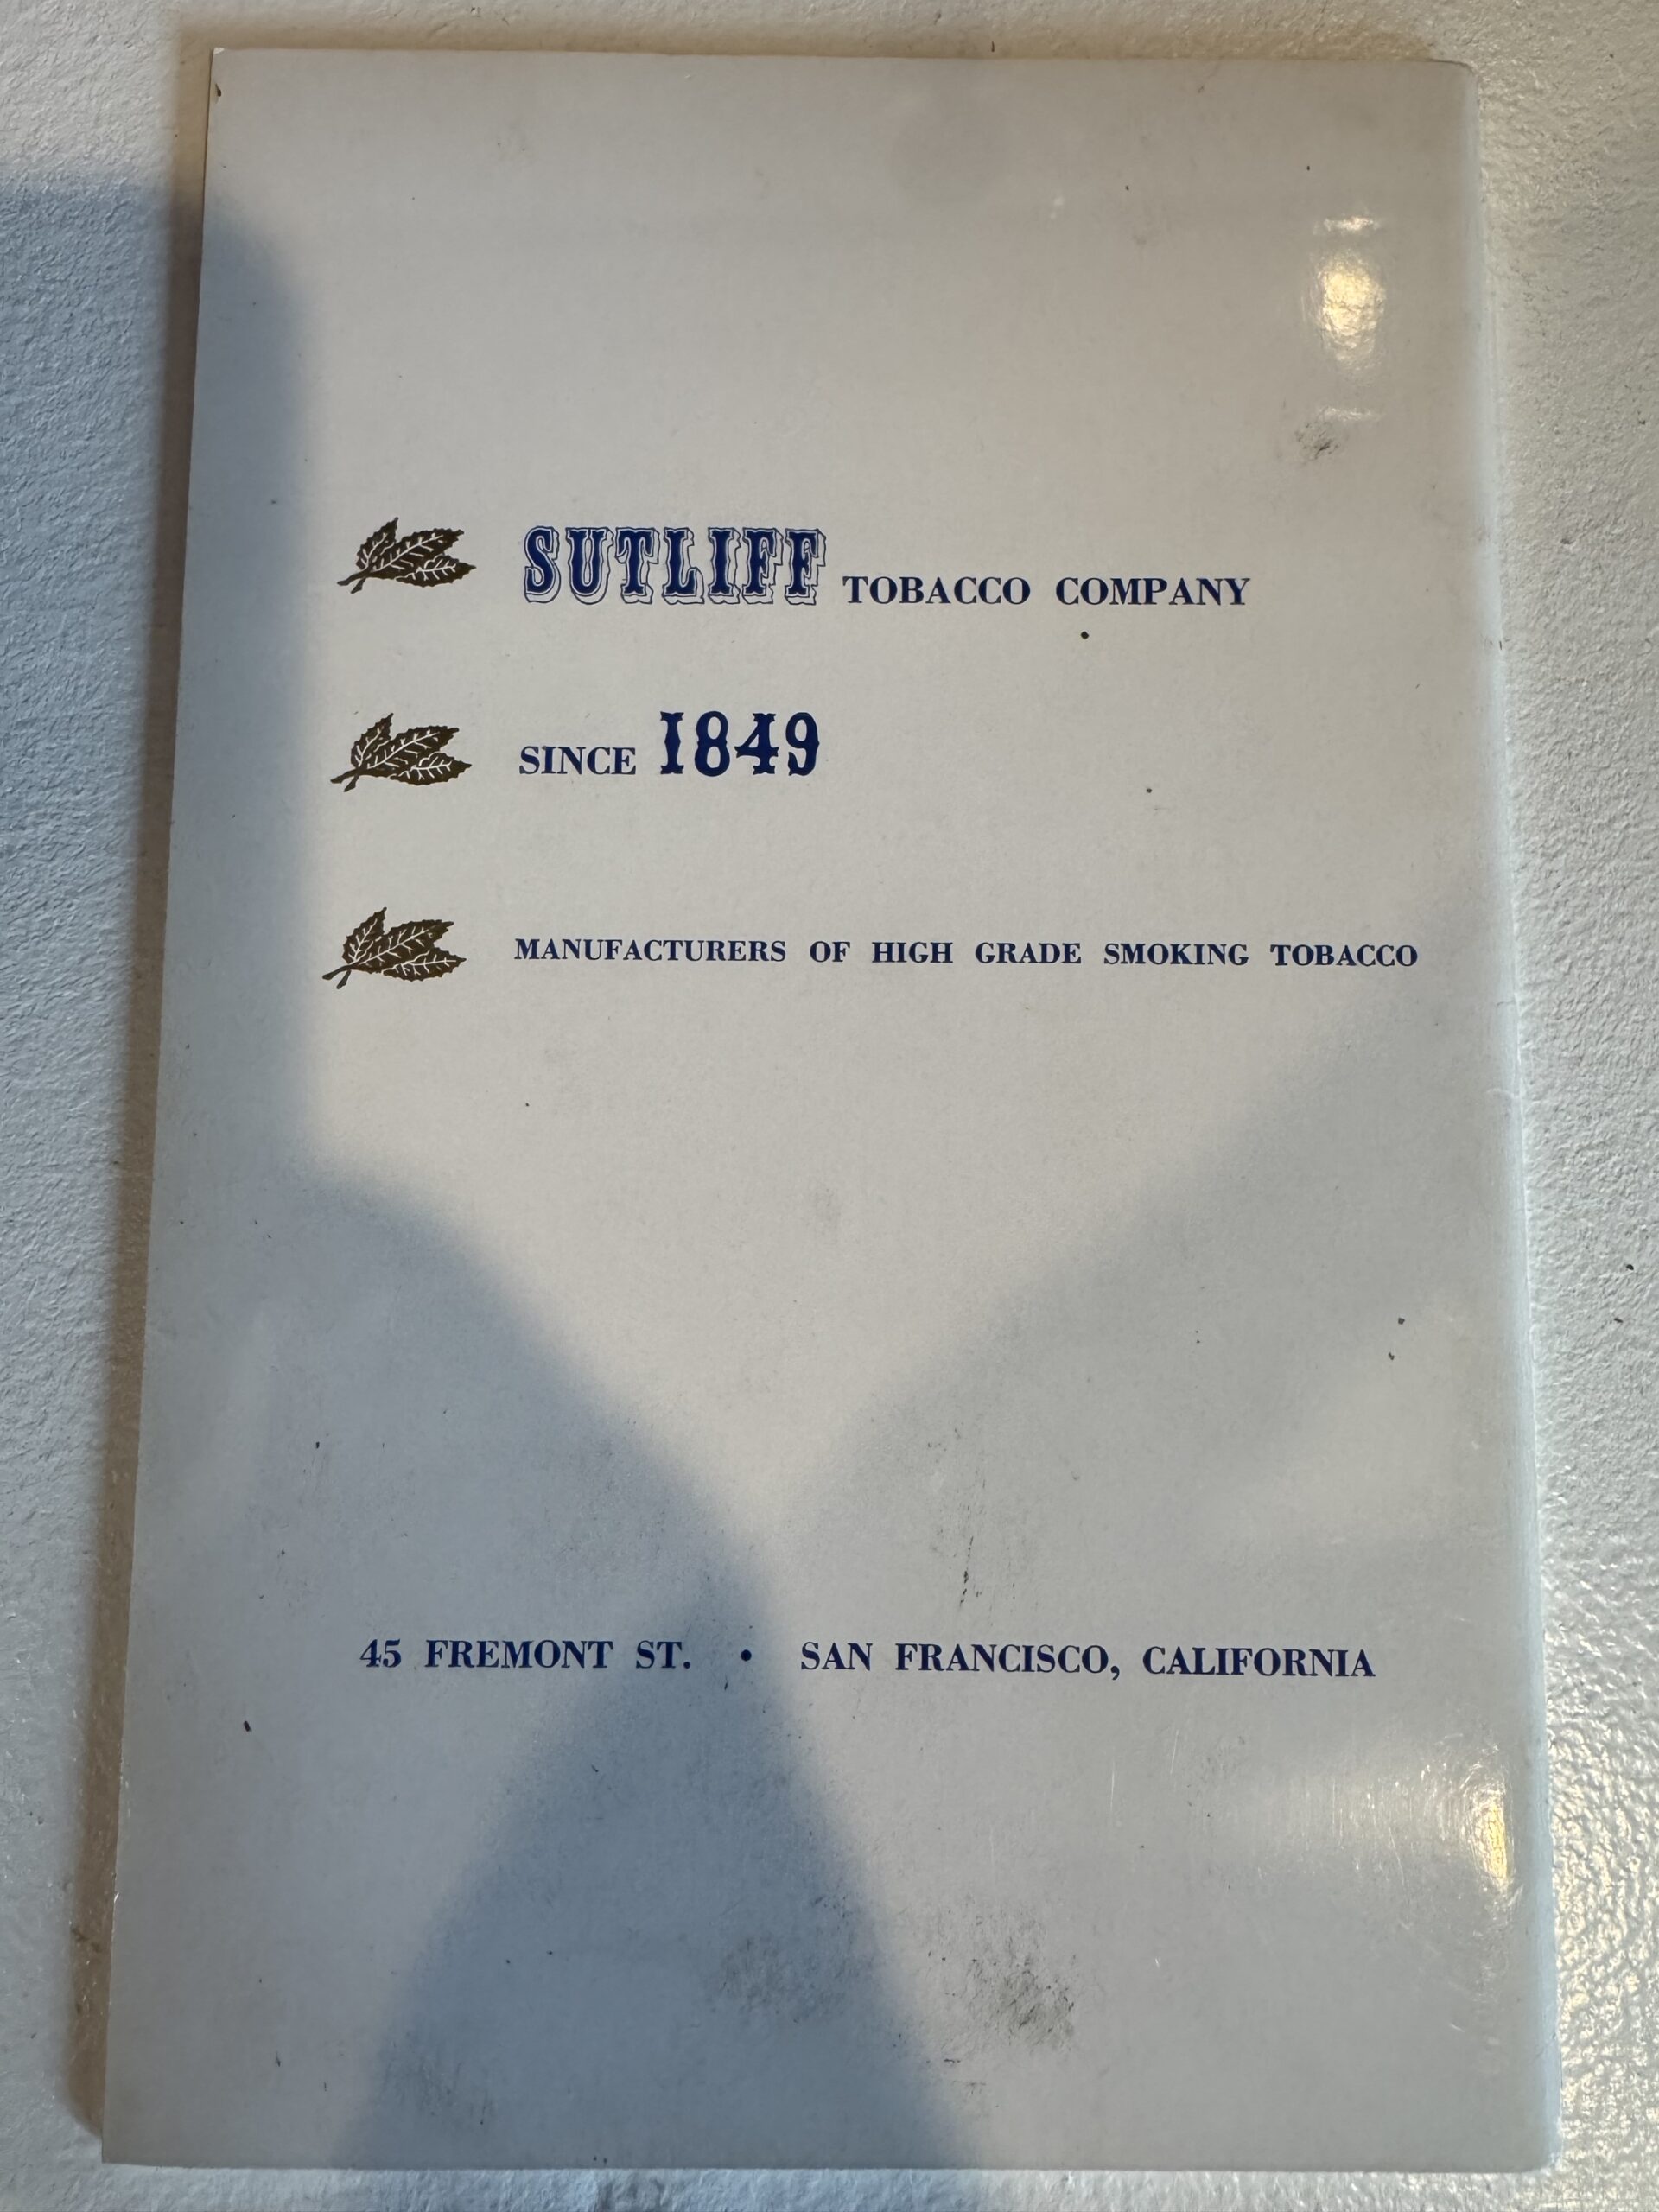 SUTLIFF TOBACCO COMPANY
SINCE 1849
MANUFACTURERS OF HIGH GRADE SMOKING TOBACCO
45 FREMONT ST. • SAN FRANCISCO, CALIFORNIA